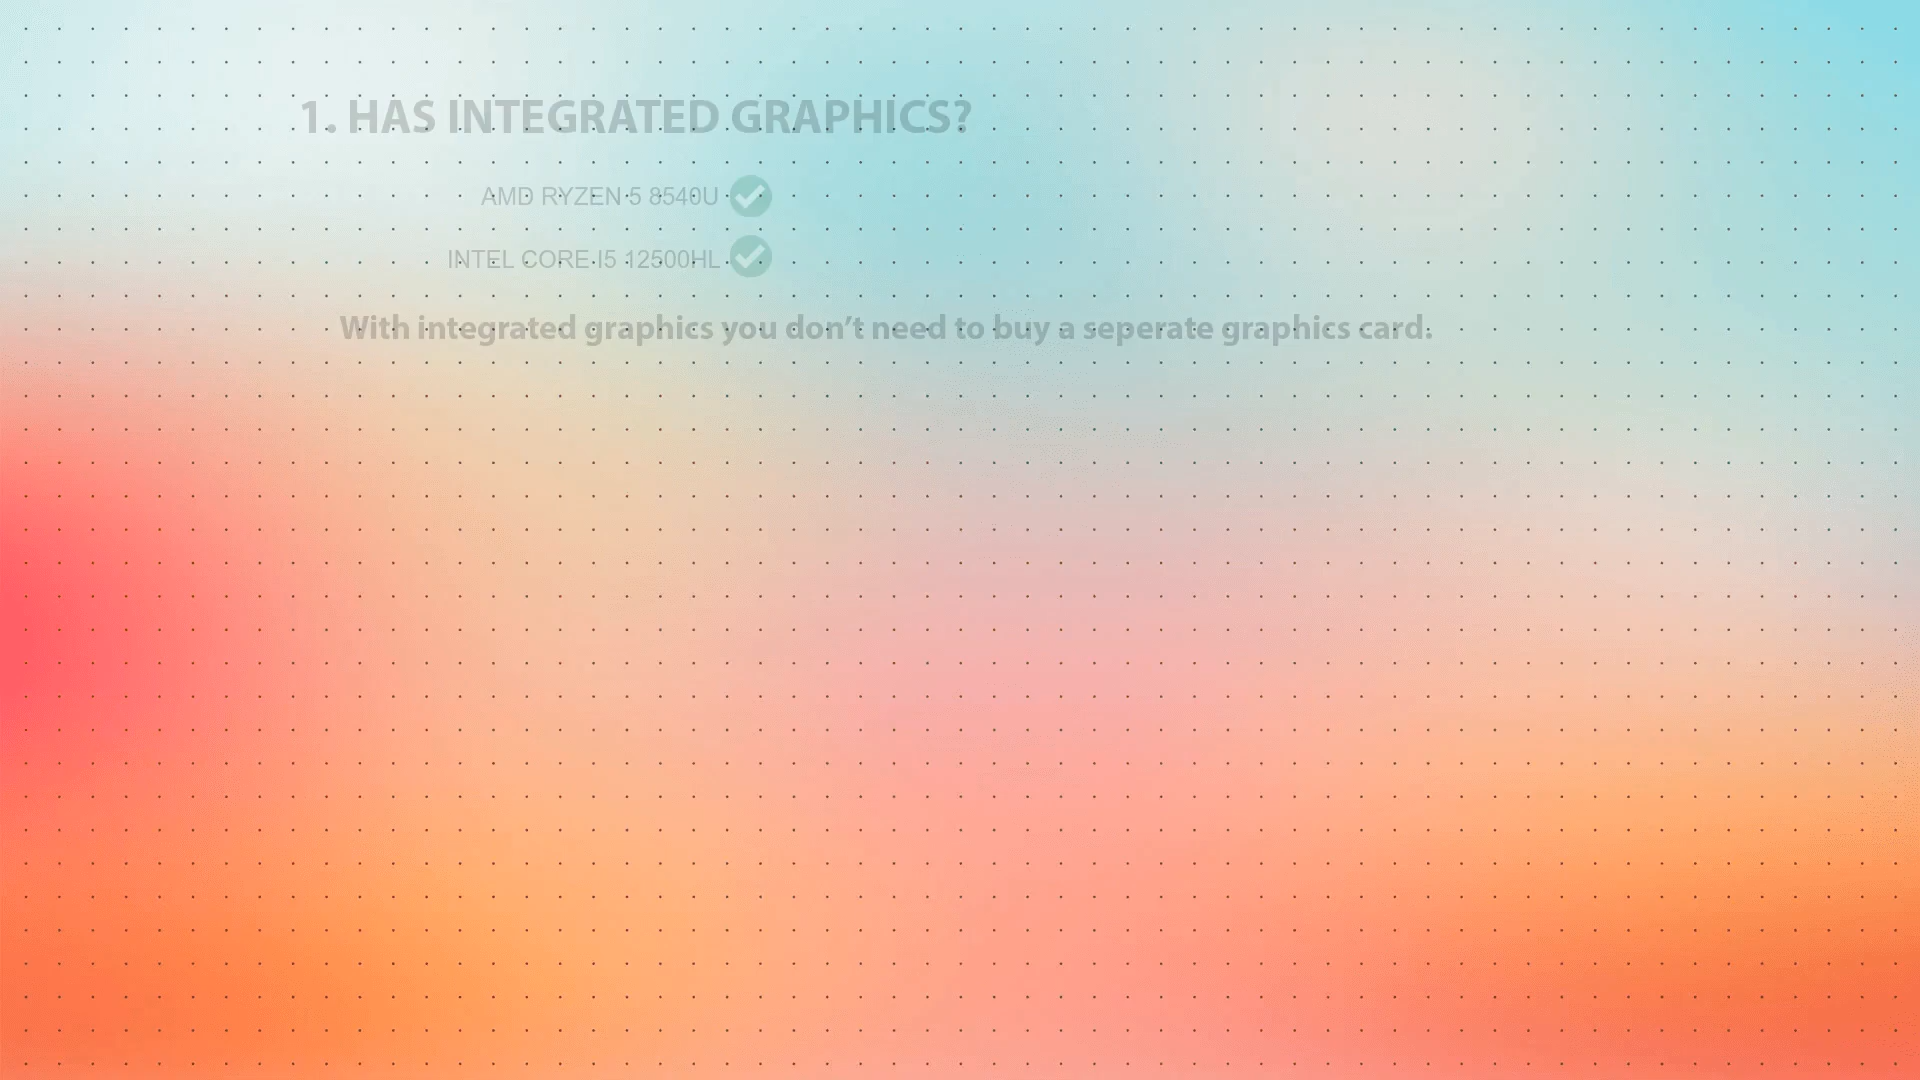 1. HAS INTEGRATED GRAPHICS?
AMD RYZEN 5 8540U
INTEL CORE I5 12500HL
With integrated graphics you don’t need to buy a seperate graphics card.